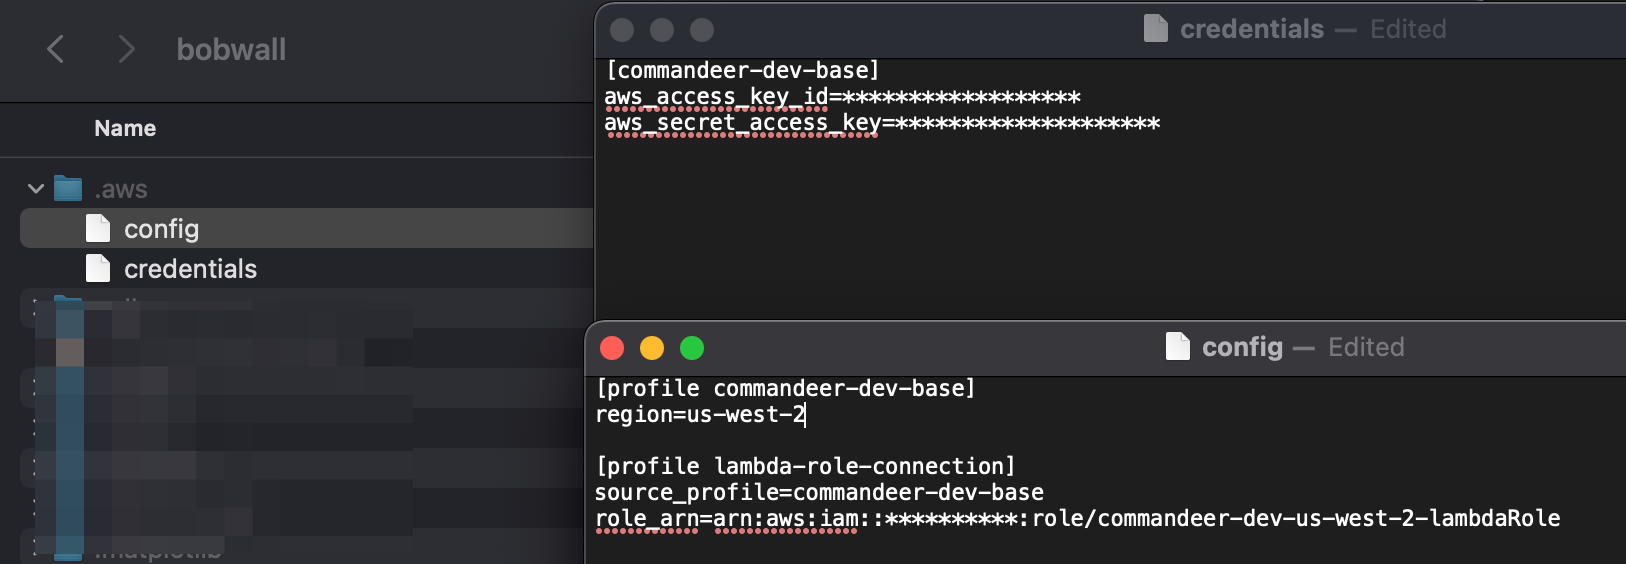 bobwall
Name
.aws
config
credentials
.matplotlib
credentials — Edited
[commandeer-dev-base]
aws_access_key_id=******************
aws_secret_access_key=********************
config — Edited
[profile commandeer-dev-base]
region=us-west-2
[profile lambda-role-connection]
source_profile=commandeer-dev-base
role_arn=arn:aws:iam::**********:role/commandeer-dev-us-west-2-lambdaRole